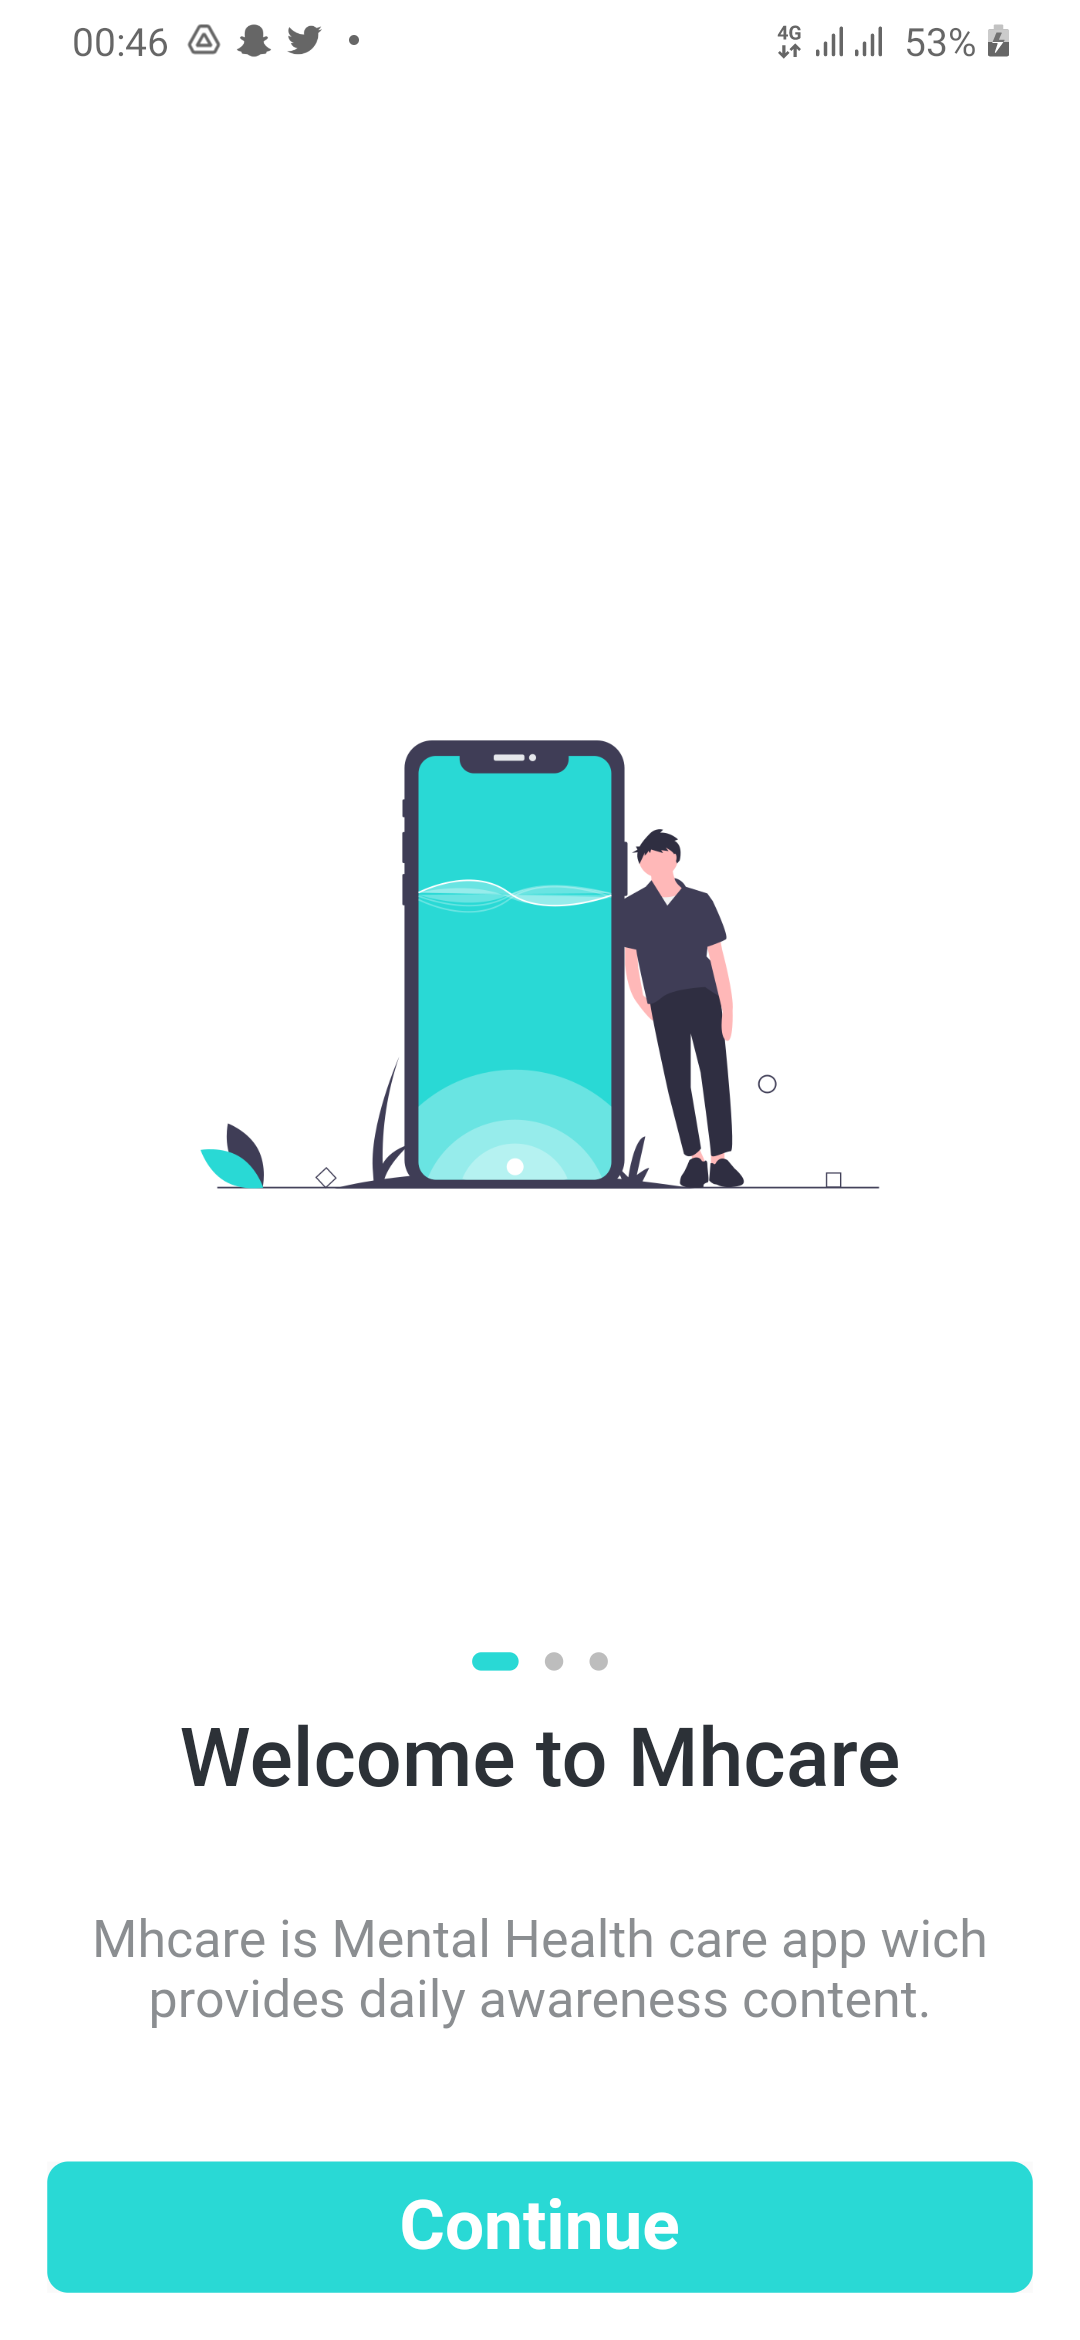 00:46 4G 53%
Welcome to Mhcare
Mhcare is Mental Health care app wich
provides daily awareness content.
Continue